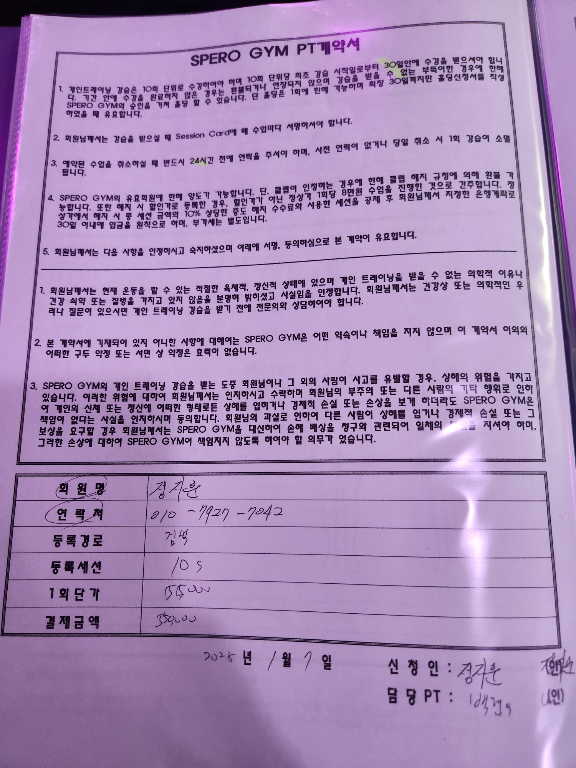 SPERO GYM PT계약서
1. 개인트레이닝 강습은 10회 단위로 수강하여야 하며 10회 단위당 최초 강습 시작일로부터 30일안에 수강을 받으셔야 합니
다. 기간 안에 수강을 완료하지 않은 경우는 환불되거나 연장되지 않으며 강습을 받을 수 없는 부득이한 경우에 한해
SPERO GYM의 승인을 거쳐 홀딩 할 수 있습니다. 단 홀딩은 1회에 한해 가능하며 최장 30일까지만 홀딩신청서를 작성
하였을 때 유효합니다.
2. 회원님께서는 강습을 받으실 때 Session Card에 매 수업마다 서명하셔야 합니다.
3. 예약된 수업을 취소하실 때 반드시 24시간 전에 연락을 주셔야 하며, 사전 연락이 없거나 당일 취소 시 1회 강습이 소멸
됩니다.
4. SPERO GYM의 유효회원에 한해 양도가 가능합니다. 단, 클럽이 인정하는 경우에 한해 클럽 해지 규정에 의해 환불 가
능합니다. 또한 해지 시 할인가로 등록한 경우, 할인가가 아닌 정상가 1회당 8만원 수업을 진행한 것으로 간주합니다. 정
상가에서 해지 시 총 세션 금액의 10% 상당한 중도 해지 수수료와 사용한 세션을 공제 후 회원님께서 지정한 은행계좌로
30일 이내에 입금을 원칙으로 하며, 부가세는 별도입니다.
5. 회원님께서는 다음 사항을 인정하시고 숙지하셨으며 아래에 서명, 동의하심으로 본 계약이 유효합니다.
1. 회원님께서는 현재 운동을 할 수 있는 적절한 육체적, 정신적 상태에 있으며 개인 트레이닝을 받을 수 없는 의학적 이유나
건강 쇠약 또는 질병을 가지고 있지 않음을 분명히 밝히셨고 사실임을 인정합니다. 회원님께서는 건강상 또는 의학적인 우
려나 질문이 있으시면 개인 트레이닝 강습을 받기 전에 전문의와 상담하여야 합니다.
2. 본 계약서에 기재되어 있지 아니한 사항에 대해여는 SPERO GYM은 어떤 약속이나 책임을 지지 않으며 이 계약서 이외의
어떠한 구두 약정 또는 서면 상 약정은 효력이 없습니다.
3. SPERO GYM의 개인 트레이닝 강습을 받는 도중 회원님이나 그 외의 사람이 사고를 유발할 경우, 상해의 위험을 가지고
있습니다. 이러한 위험에 대하여 회원님께서는 인지하시고 수락하며 회원님의 부주의 또는 다른 사람의 기타 행위로 인하
여 개인의 신체 또는 정신에 어떠한 형태로든 상해를 입히거나 경제적 손실 또는 손상을 보게 하더라도 SPERO GYM은
책임이 없다는 사실을 인지하시며 동의합니다. 회원님의 과실로 인하여 다른 사람이 상해를 입거나 경제적 손실 또는 그
보상을 요구할 경우 회원님께서는 SPERO GYM을 대신하여 손해 배상을 청구와 관련되어 일체의 지셔야 하며,
그러한 손상에 대하여 SPERO GYM이 책임지지 않도록 하여야 할 의무가 있습니다.
회원명 장지윤
연락처 010-7927-7042
등록경로 검색
등록세션 10s
1회단가 55,000
결제금액 550,000
2025년 1월 7일
신청인 : 장지윤
담당PT : (인)